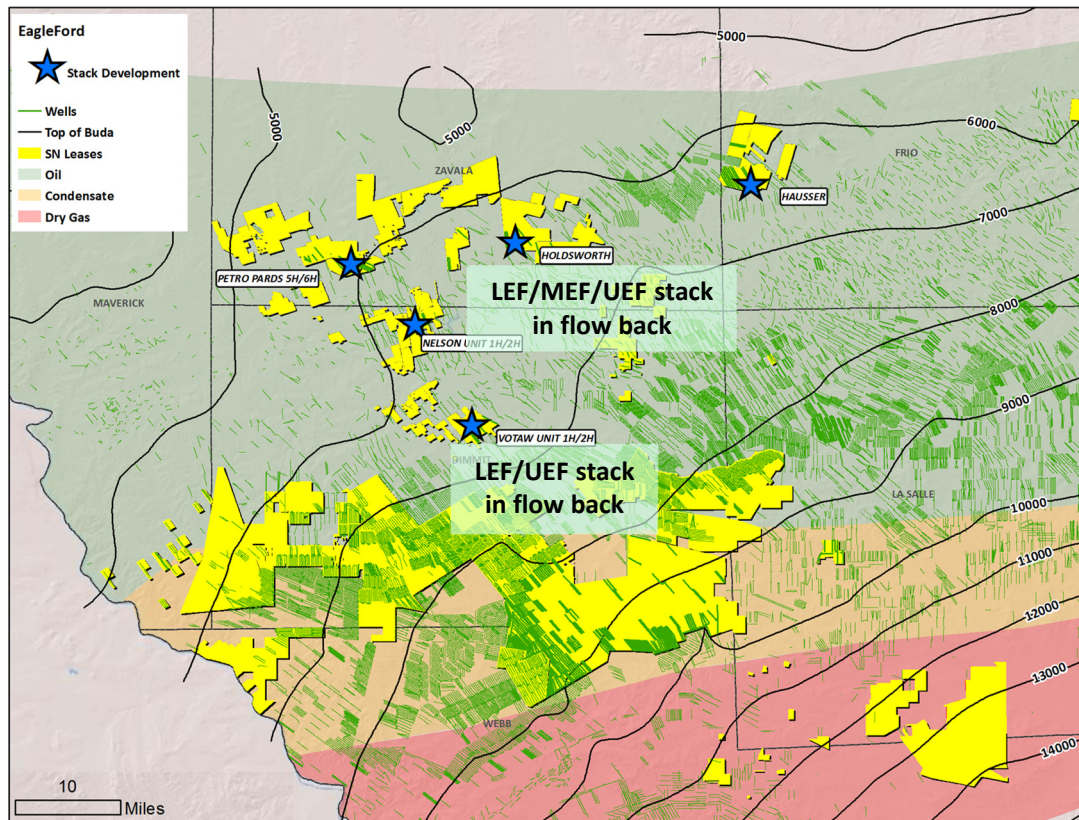 EagleFord
Stack Development
Wells
Top of Buda
SN Leases
Oil
Condensate
Dry Gas
5000
5000
5000
6000
ZAVALA
FRIO
HAUSSER
7000
HOLDSWORTH
PETRO PARDS 5H/6H
LEF/MEF/UEF stack
in flow back
MAVERICK
8000
NELSON UNIT 1H/2H
9000
VOTAW UNIT 1H/2H
DIMMIT
LEF/UEF stack
in flow back
LA SALLE
10000
11000
12000
13000
WEBB
14000
10
Miles